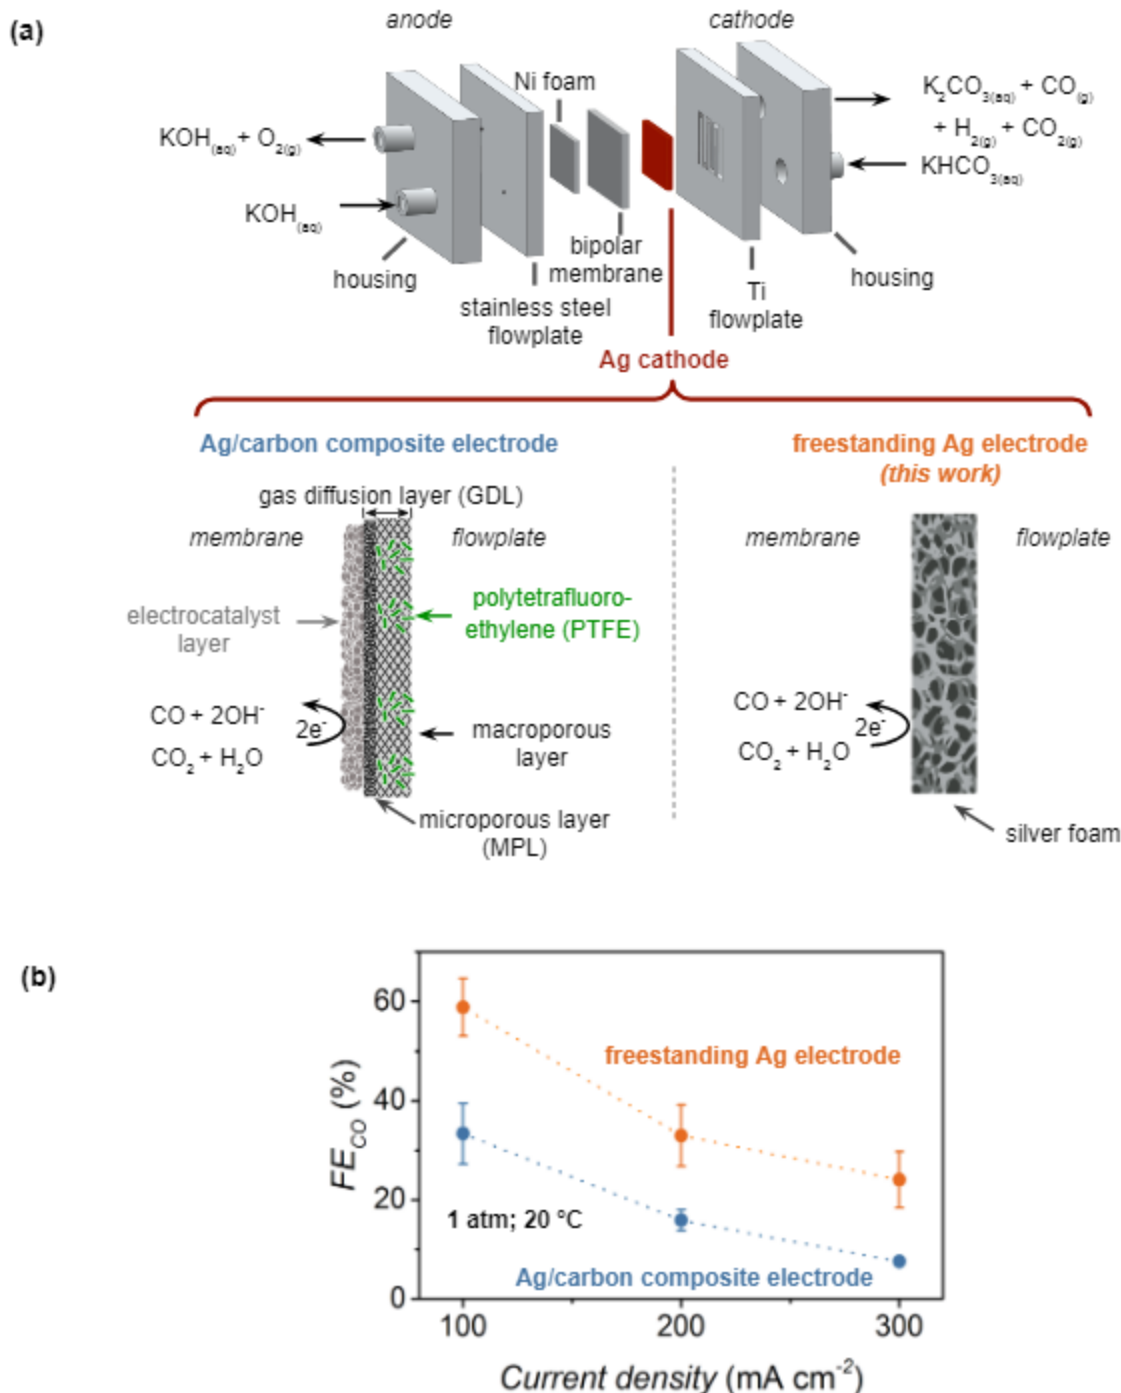 (a)
anode
cathode
Ni foam
K₂CO₃(aq) + CO(g)
+ H₂(g) + CO₂(g)
KHCO₃(aq)
KOH(aq) + O₂(g)
KOH(aq)
housing
stainless steel
flowplate
bipolar
membrane
Ti
flowplate
housing
Ag cathode
Ag/carbon composite electrode
freestanding Ag electrode
(this work)
gas diffusion layer (GDL)
membrane
flowplate
membrane
flowplate
electrocatalyst
layer
polytetrafluoro-
ethylene (PTFE)
CO + 2OH⁻
2e⁻
CO₂ + H₂O
macroporous
layer
microporous layer
(MPL)
CO + 2OH⁻
2e⁻
CO₂ + H₂O
silver foam
(b)
FE_CO (%)
60
40
20
0
freestanding Ag electrode
1 atm; 20 °C
Ag/carbon composite electrode
100
200
300
Current density (mA cm⁻²)